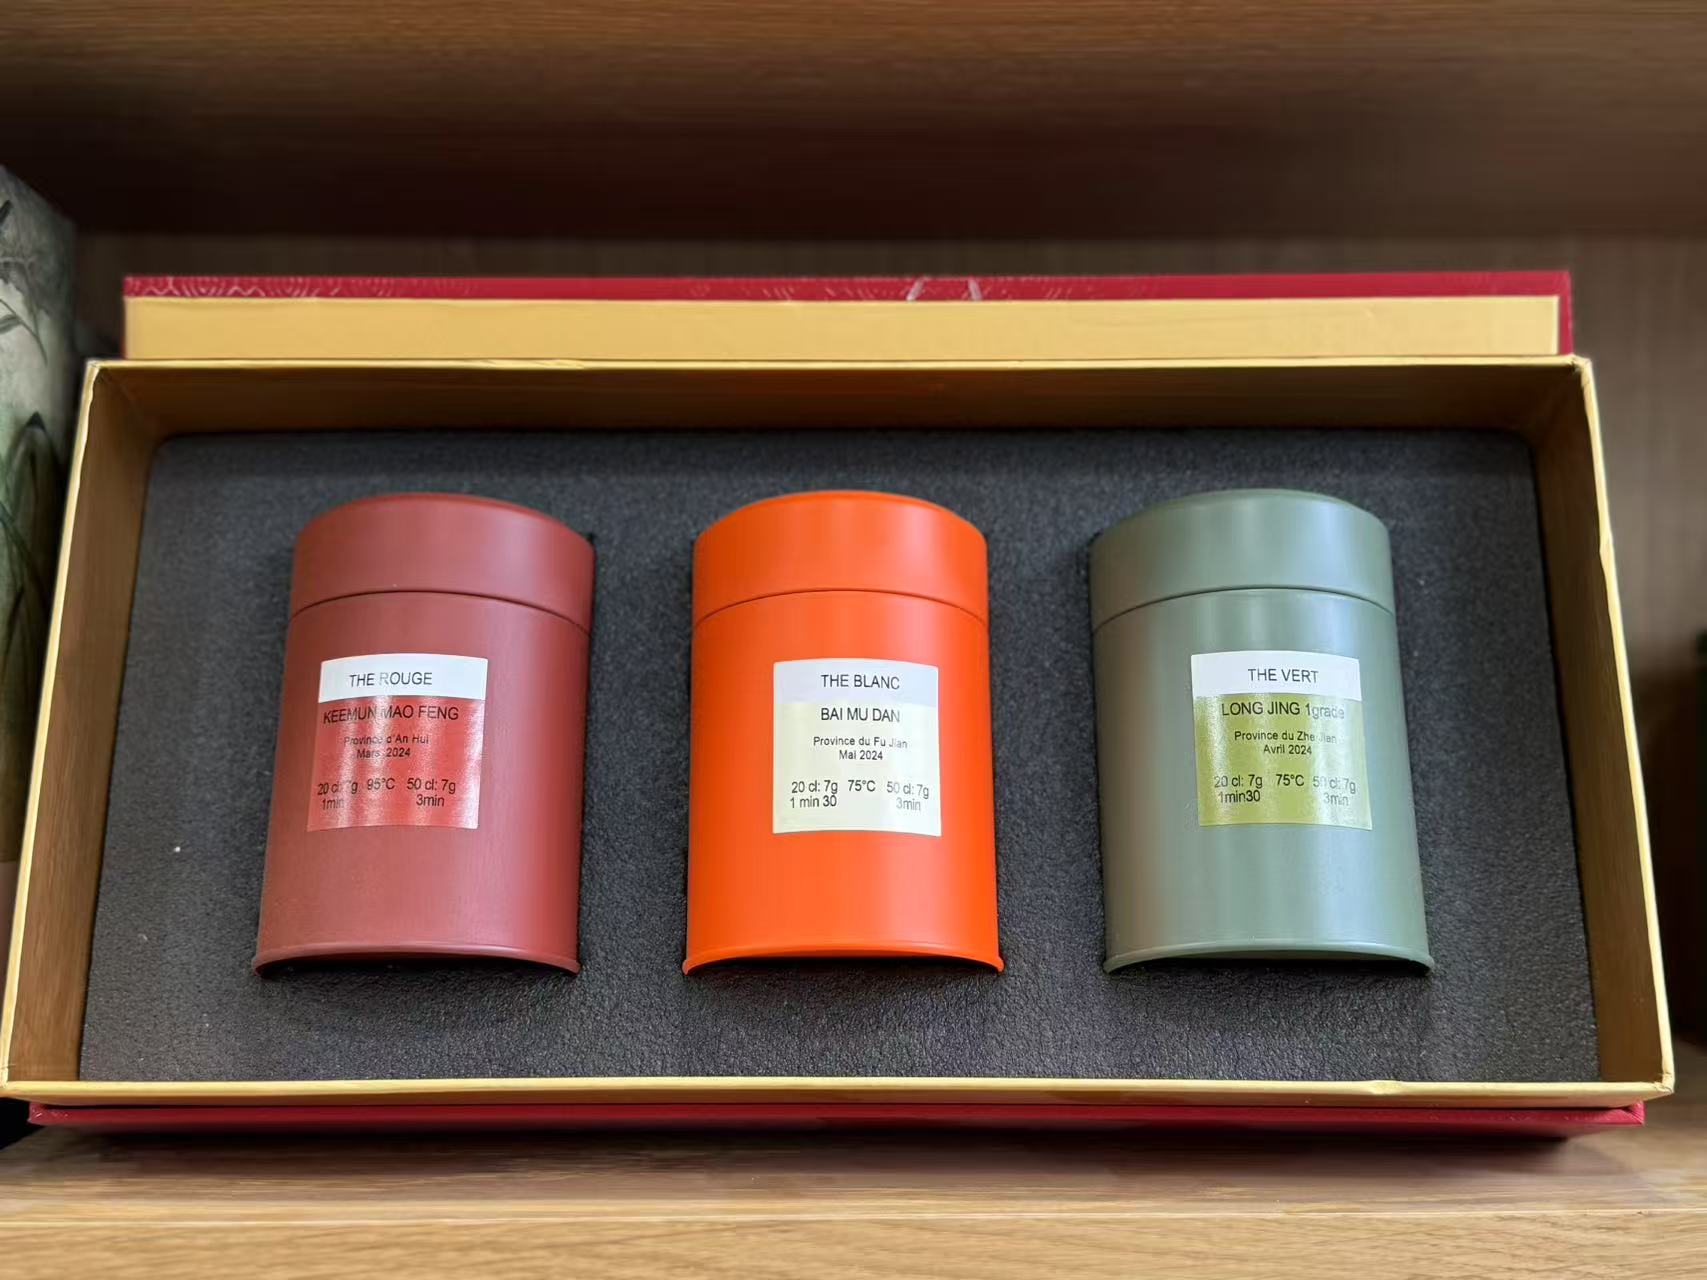 THE ROUGE
KEEMUN MAO FENG
Province d'An Hui
Mars 2024
20 cl: 7g 95°C 50 cl: 7g
1min 3min
THE BLANC
BAI MU DAN
Province du Fu Jian
Mai 2024
20 cl: 7g 75°C 50 cl: 7g
1 min 30 3min
THE VERT
LONG JING 1grade
Province du Zhe Jian
Avril 2024
20 cl: 7g 75°C 50 cl: 7g
1min30 3min